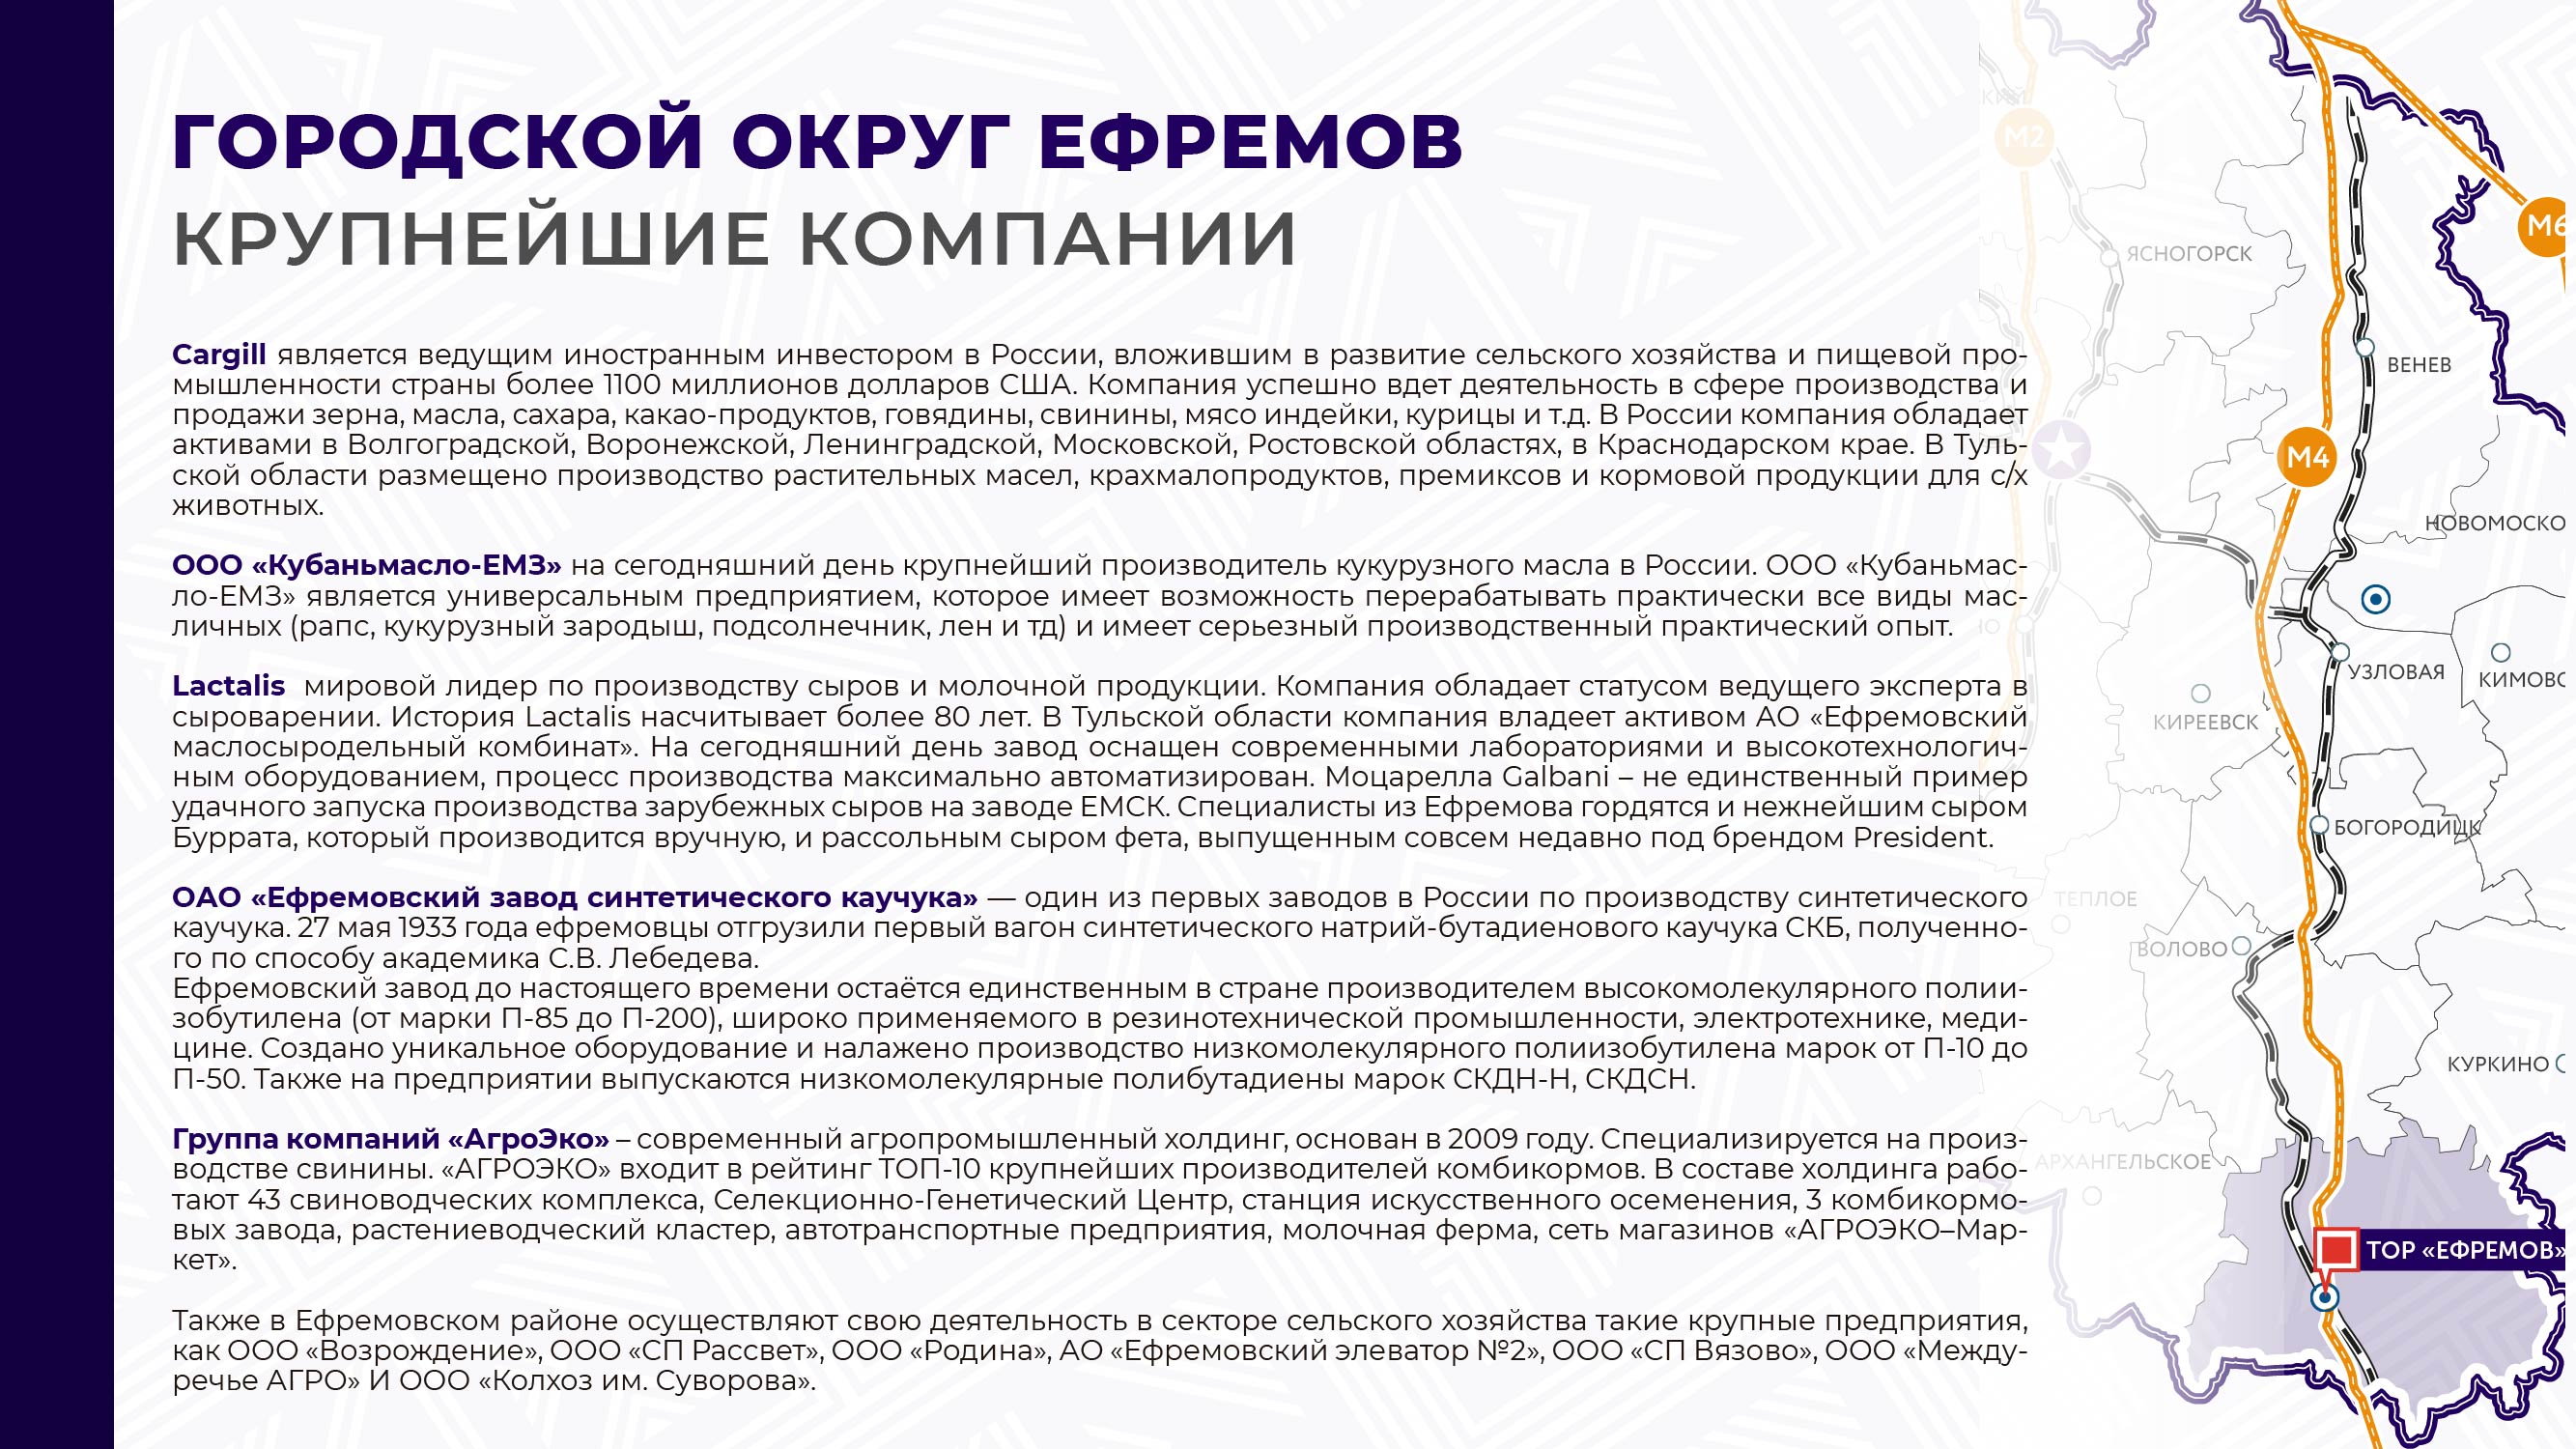 ГОРОДСКОЙ ОКРУГ ЕФРЕМОВ
КРУПНЕЙШИЕ КОМПАНИИ
Cargill является ведущим иностранным инвестором в России, вложившим в развитие сельского хозяйства и пищевой про-
мышленности страны более 1100 миллионов долларов США. Компания успешно вдет деятельность в сфере производства и
продажи зерна, масла, сахара, какао-продуктов, говядины, свинины, мясо индейки, курицы и т.д. В России компания обладает
активами в Волгоградской, Воронежской, Ленинградской, Московской, Ростовской областях, в Краснодарском крае. В Туль-
ской области размещено производство растительных масел, крахмалопродуктов, премиксов и кормовой продукции для с/х
животных.
ООО «Кубаньмасло-ЕМЗ» на сегодняшний день крупнейший производитель кукурузного масла в России. ООО «Кубаньмас-
ло-ЕМЗ» является универсальным предприятием, которое имеет возможность перерабатывать практически все виды мас-
личных (рапс, кукурузный зародыш, подсолнечник, лен и тд) и имеет серьезный производственный практический опыт.
Lactalis мировой лидер по производству сыров и молочной продукции. Компания обладает статусом ведущего эксперта в
сыроварении. История Lactalis насчитывает более 80 лет. В Тульской области компания владеет активом АО «Ефремовский
маслосыродельный комбинат». На сегодняшний день завод оснащен современными лабораториями и высокотехнологич-
ным оборудованием, процесс производства максимально автоматизирован. Моцарелла Galbani – не единственный пример
удачного запуска производства зарубежных сыров на заводе ЕМСК. Специалисты из Ефремова гордятся и нежнейшим сыром
Буррата, который производится вручную, и рассольным сыром фета, выпущенным совсем недавно под брендом President.
ОАО «Ефремовский завод синтетического каучука» — один из первых заводов в России по производству синтетического
каучука. 27 мая 1933 года ефремовцы отгрузили первый вагон синтетического натрий-бутадиенового каучука СКБ, полученно-
го по способу академика С.В. Лебедева.
Ефремовский завод до настоящего времени остаётся единственным в стране производителем высокомолекулярного полии-
зобутилена (от марки П-85 до П-200), широко применяемого в резинотехнической промышленности, электротехнике, меди-
цине. Создано уникальное оборудование и налажено производство низкомолекулярного полиизобутилена марок от П-10 до
П-50. Также на предприятии выпускаются низкомолекулярные полибутадиены марок СКДН-Н, СКДСН.
Группа компаний «АгроЭко» – современный агропромышленный холдинг, основан в 2009 году. Специализируется на произ-
водстве свинины. «АГРОЭКО» входит в рейтинг ТОП-10 крупнейших производителей комбикормов. В составе холдинга рабо-
тают 43 свиноводческих комплекса, Селекционно-Генетический Центр, станция искусственного осеменения, 3 комбикормо-
вых завода, растениеводческий кластер, автотранспортные предприятия, молочная ферма, сеть магазинов «АГРОЭКО–Мар-
кет».
Также в Ефремовском районе осуществляют свою деятельность в секторе сельского хозяйства такие крупные предприятия,
как ООО «Возрождение», ООО «СП Рассвет», ООО «Родина», АО «Ефремовский элеватор №2», ООО «СП Вязово», ООО «Между-
речье АГРО» И ООО «Колхоз им. Суворова».
М2
М6
ЯСНОГОРСК
ВЕНЕВ
М4
НОВОМОСКО
УЗЛОВАЯ
КИМОВС
КИРЕЕВСК
БОГОРОДИЦК
ТЕПЛОЕ
ВОЛОВО
КУРКИНО
АРХАНГЕЛЬСКОЕ
ТОР «ЕФРЕМОВ»